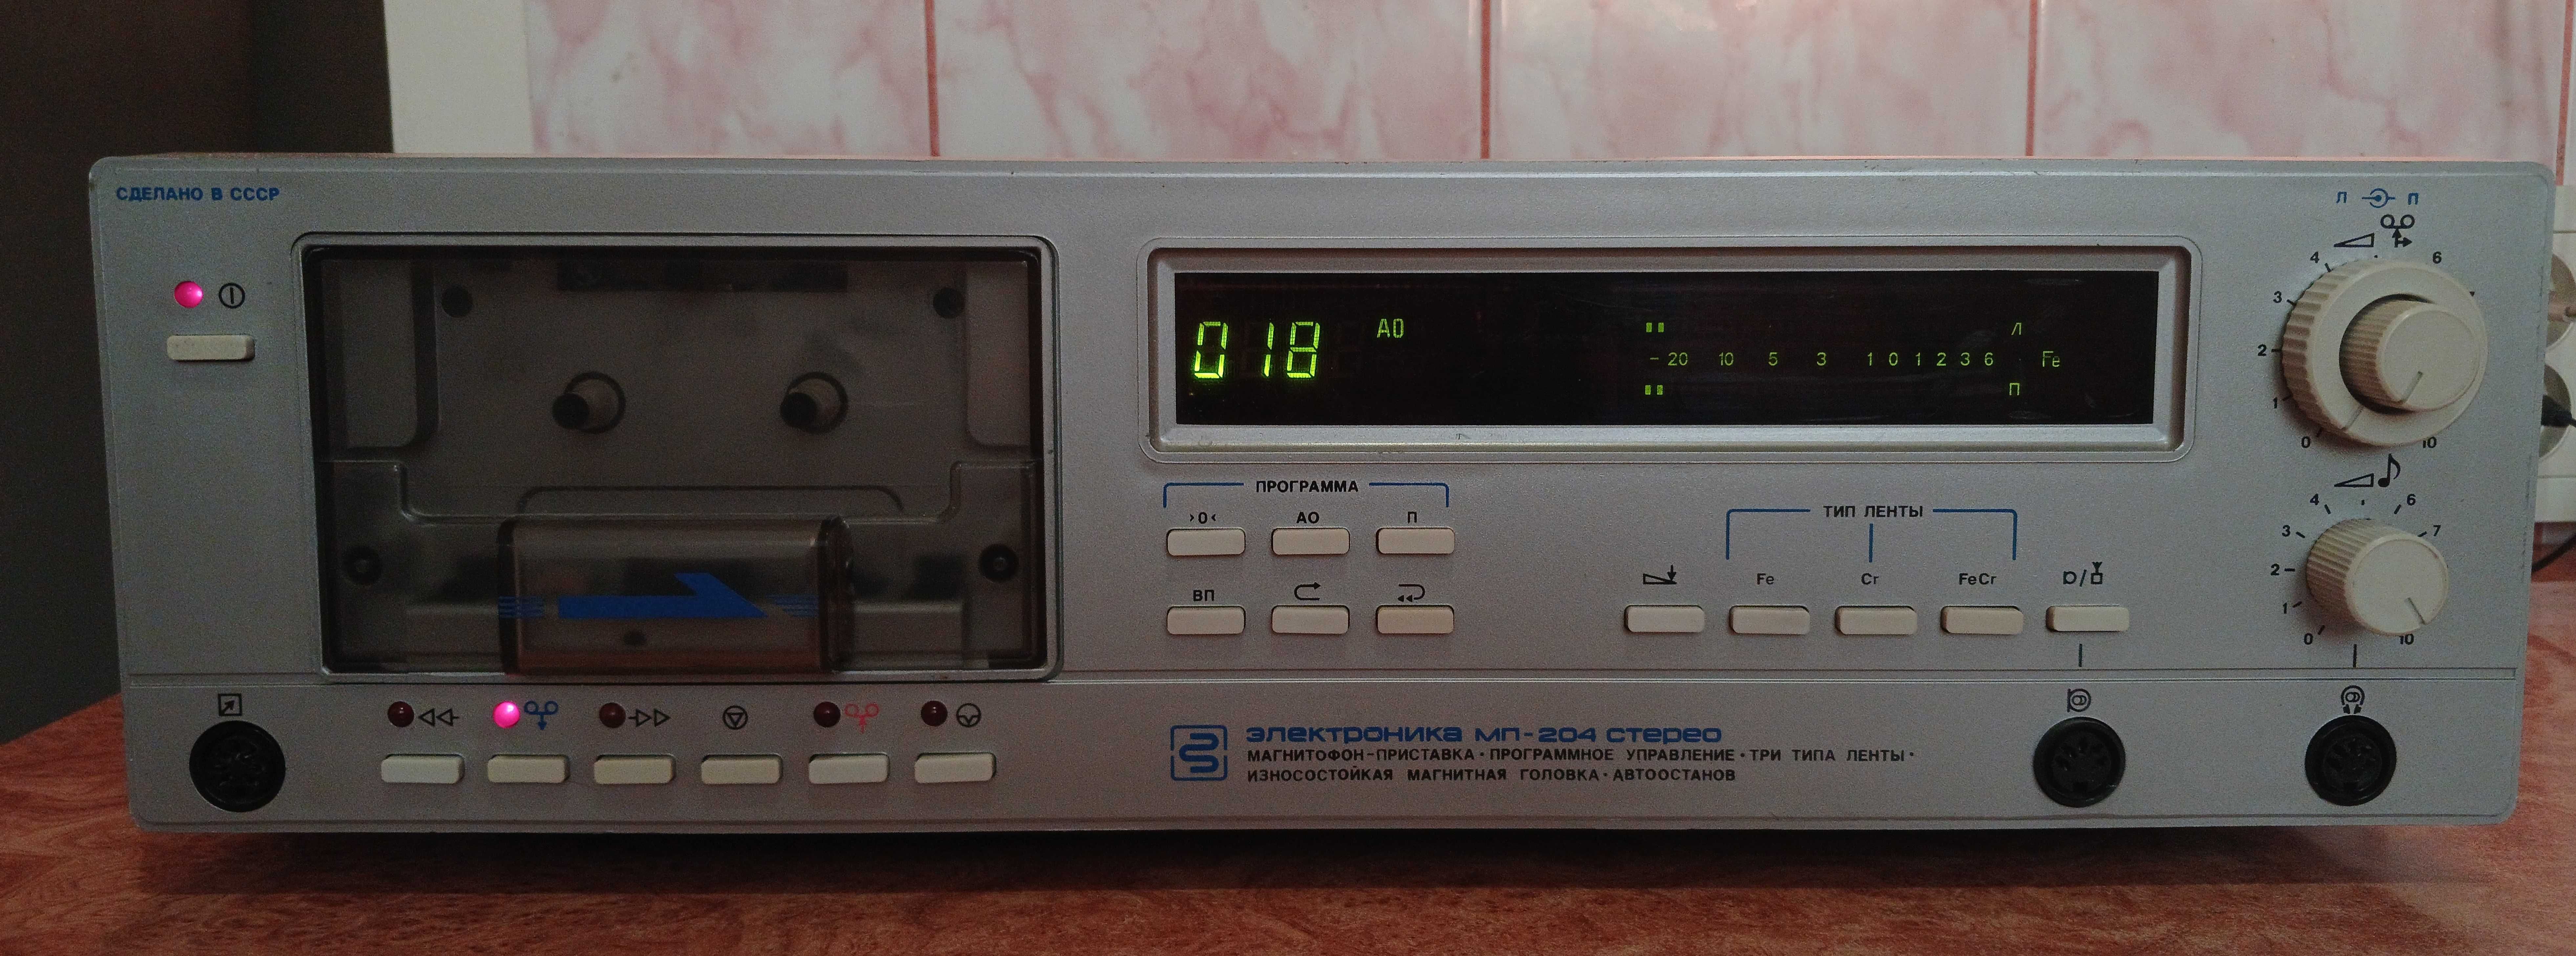 СДЕЛАНО В СССР
Л П
4 6
3
2
1
0 10
018 АО
Л
-20 10 5 3 1 0 1 2 3 6 Fe
П
ПРОГРАММА
>0< АО П
ВП
ТИП ЛЕНТЫ
Fe Cr FeCr
4 6
3 7
2
1
0 10
электроника мп-204 стерео
МАГНИТОФОН-ПРИСТАВКА · ПРОГРАММНОЕ УПРАВЛЕНИЕ · ТРИ ТИПА ЛЕНТЫ ·
ИЗНОСОСТОЙКАЯ МАГНИТНАЯ ГОЛОВКА · АВТООСТАНОВ